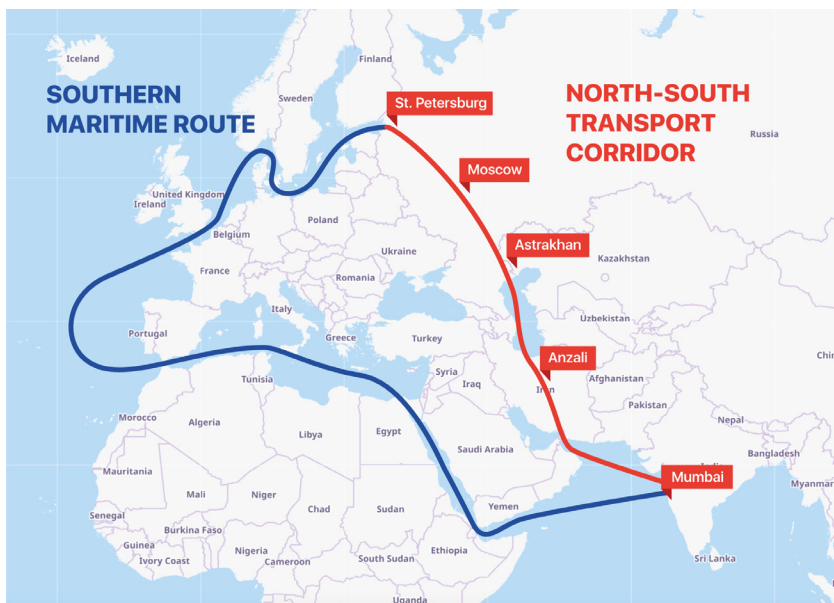 Iceland
Finland
SOUTHERN
MARITIME ROUTE
Sweden
St. Petersburg
NORTH-SOUTH
TRANSPORT
CORRIDOR
Russia
Moscow
United Kingdom
Ireland
Poland
Belgium
Astrakhan
Ukraine
Kazakhstan
France
Romania
Italy
Uzbekistan
Portugal
Greece
Turkey
Anzali
Syria
Iraq
Afghanistan
Tunisia
Pakistan
Morocco
Algeria
Nepal
Libya
Egypt
Saudi Arabia
Bangladesh
Mauritania
Mumbai
Myanmar
Mali
Niger
Chad
Sudan
Yemen
Senegal
Burkina Faso
Guinea
Nigeria
Ethiopia
Ivory Coast
Cameroon
South Sudan
Sri Lanka
Uganda